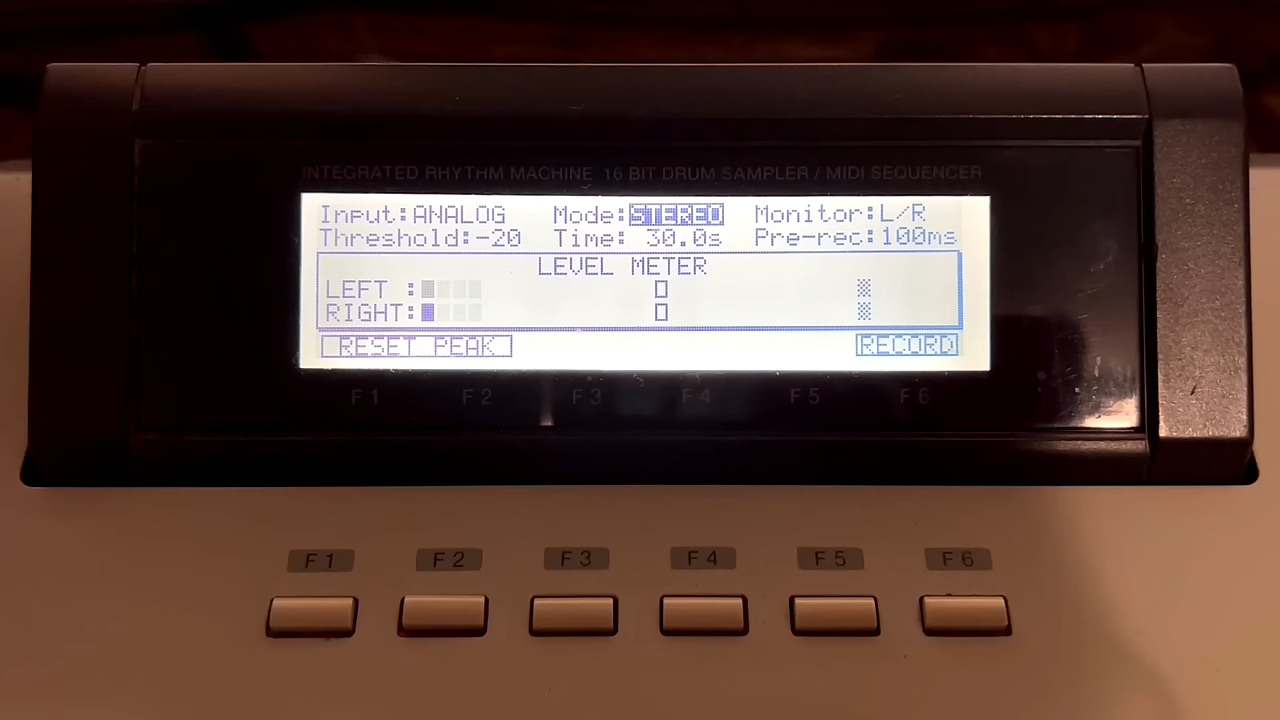 INTEGRATED RHYTHM MACHINE 16 BIT DRUM SAMPLER / MIDI SEQUENCER
Input:ANALOG Mode:STEREO Monitor:L/R
Threshold:-20 Time: 30.0s Pre-rec:100ms
LEVEL METER
LEFT :
RIGHT:
RESET PEAK RECORD
F1 F2 F3 F4 F5 F6
F1 F2 F3 F4 F5 F6